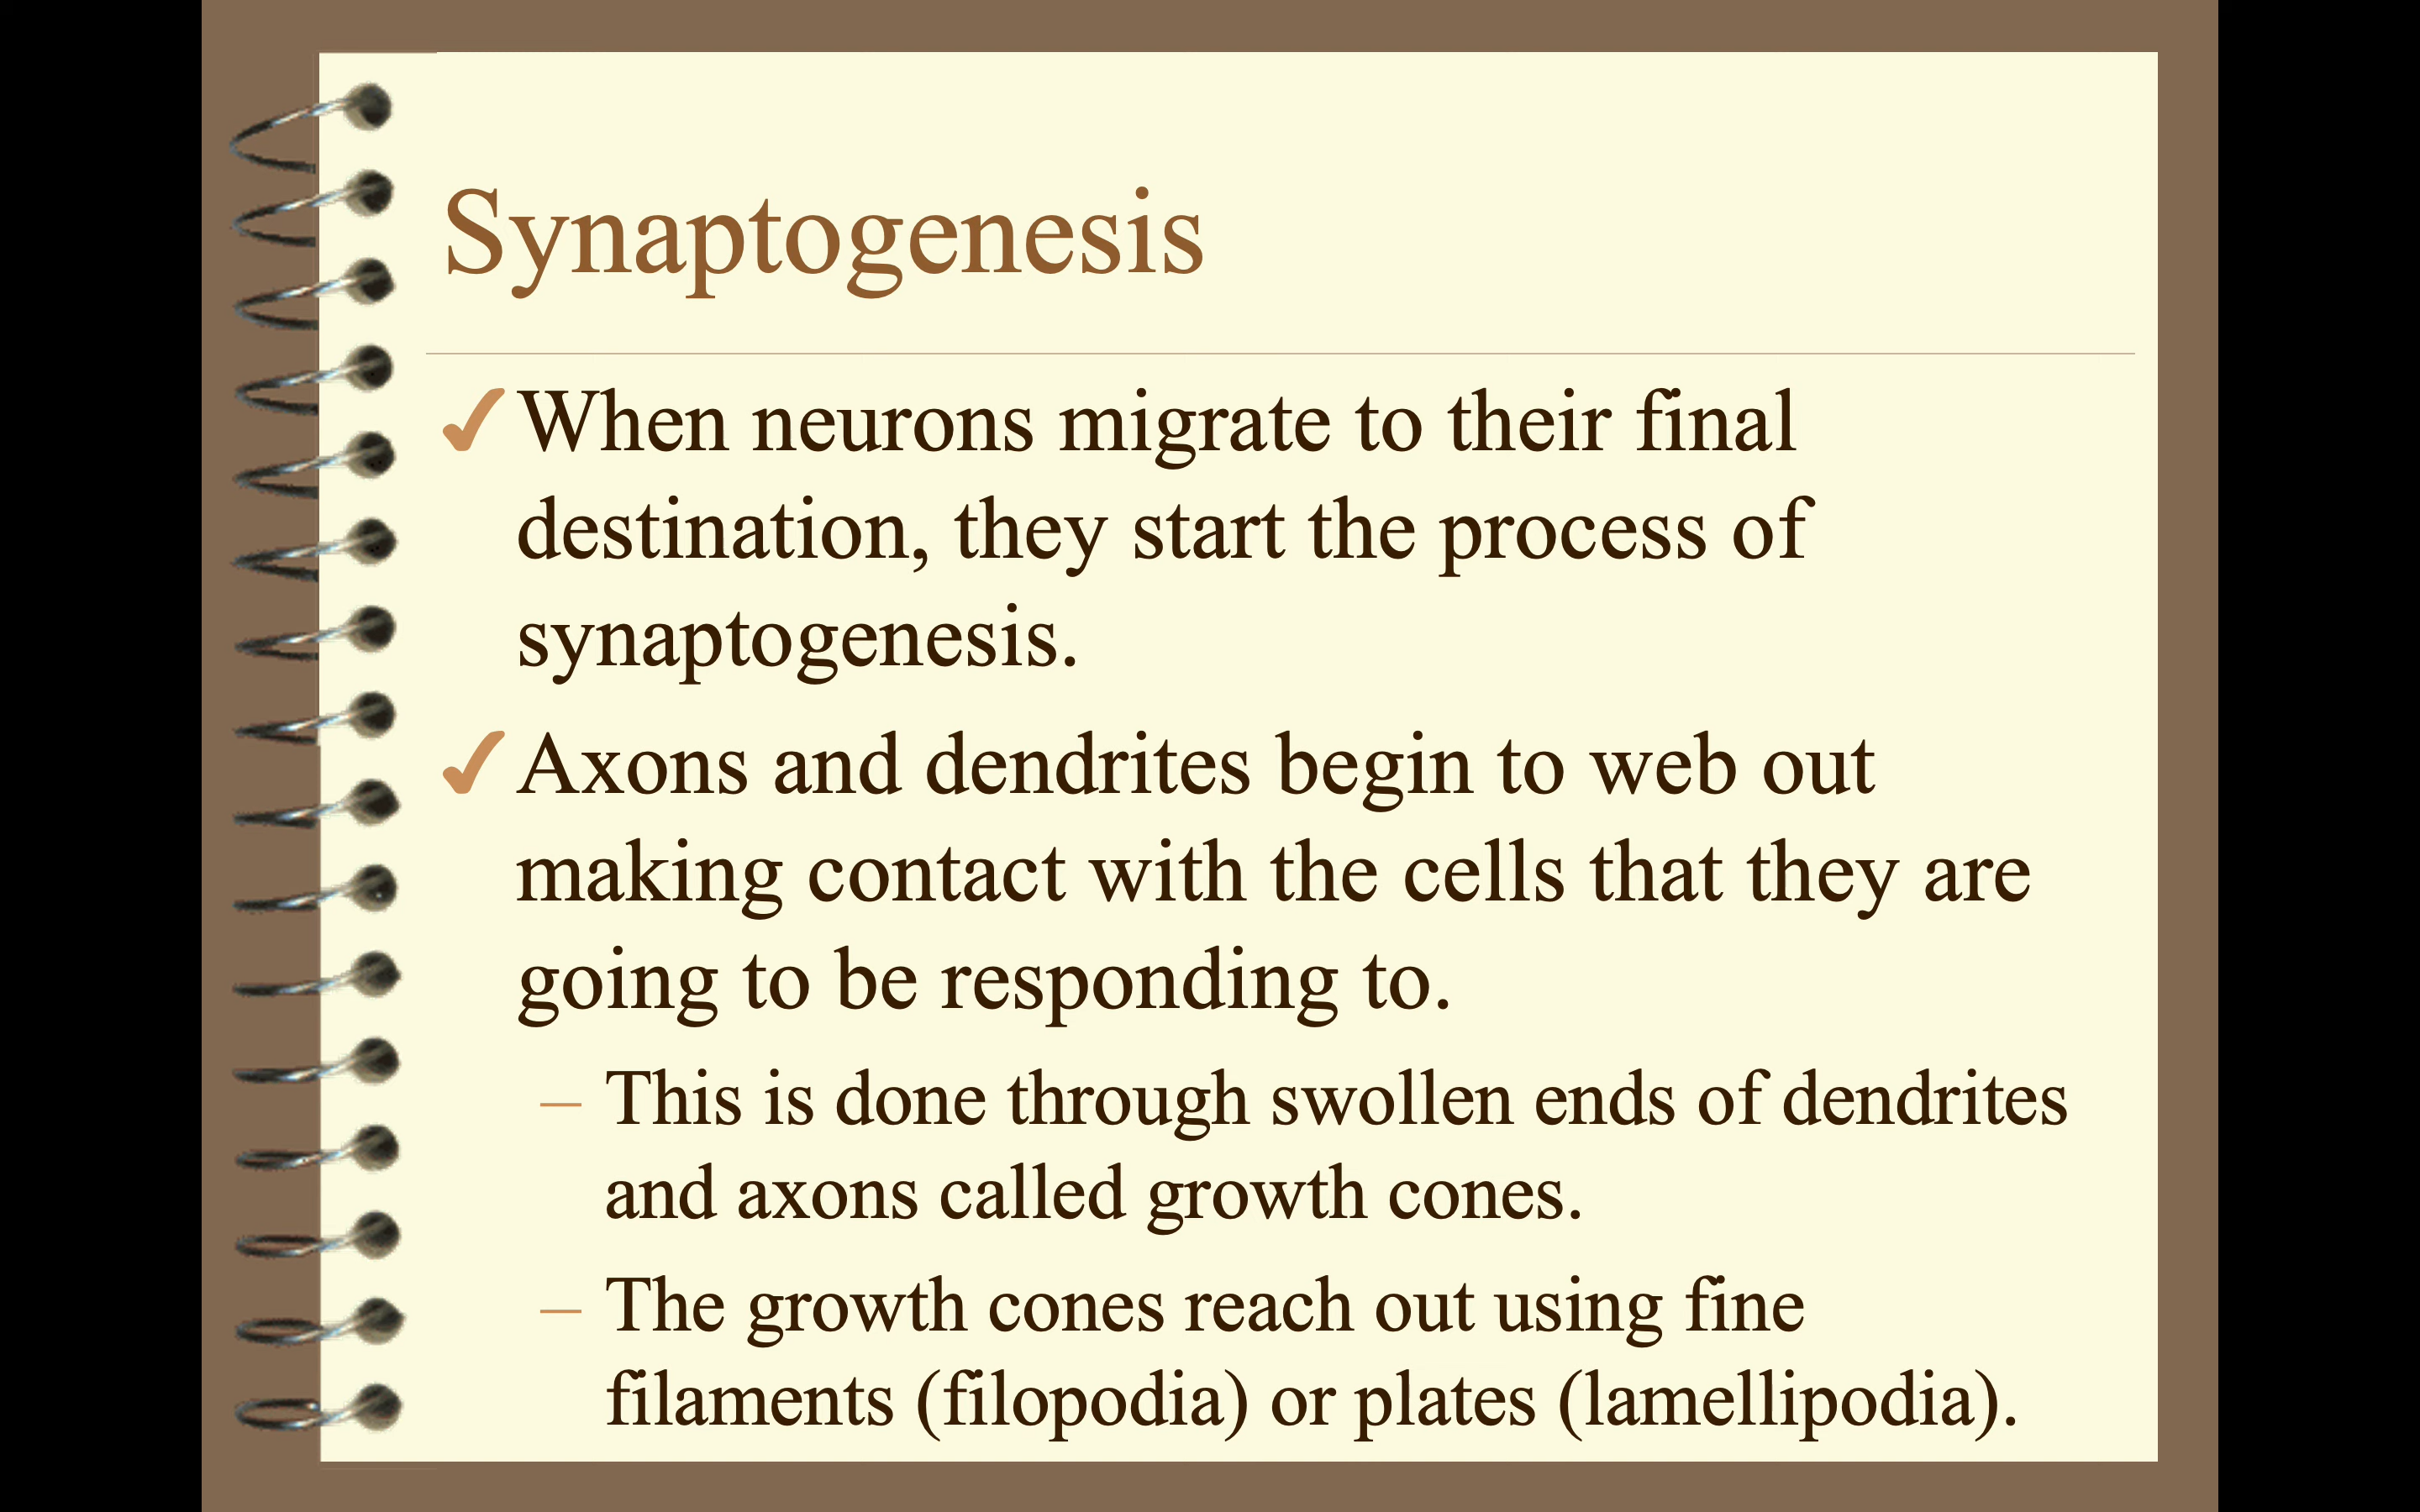 Synaptogenesis
✓When neurons migrate to their final
destination, they start the process of
synaptogenesis.
✓Axons and dendrites begin to web out
making contact with the cells that they are
going to be responding to.
– This is done through swollen ends of dendrites
and axons called growth cones.
– The growth cones reach out using fine
filaments (filopodia) or plates (lamellipodia).